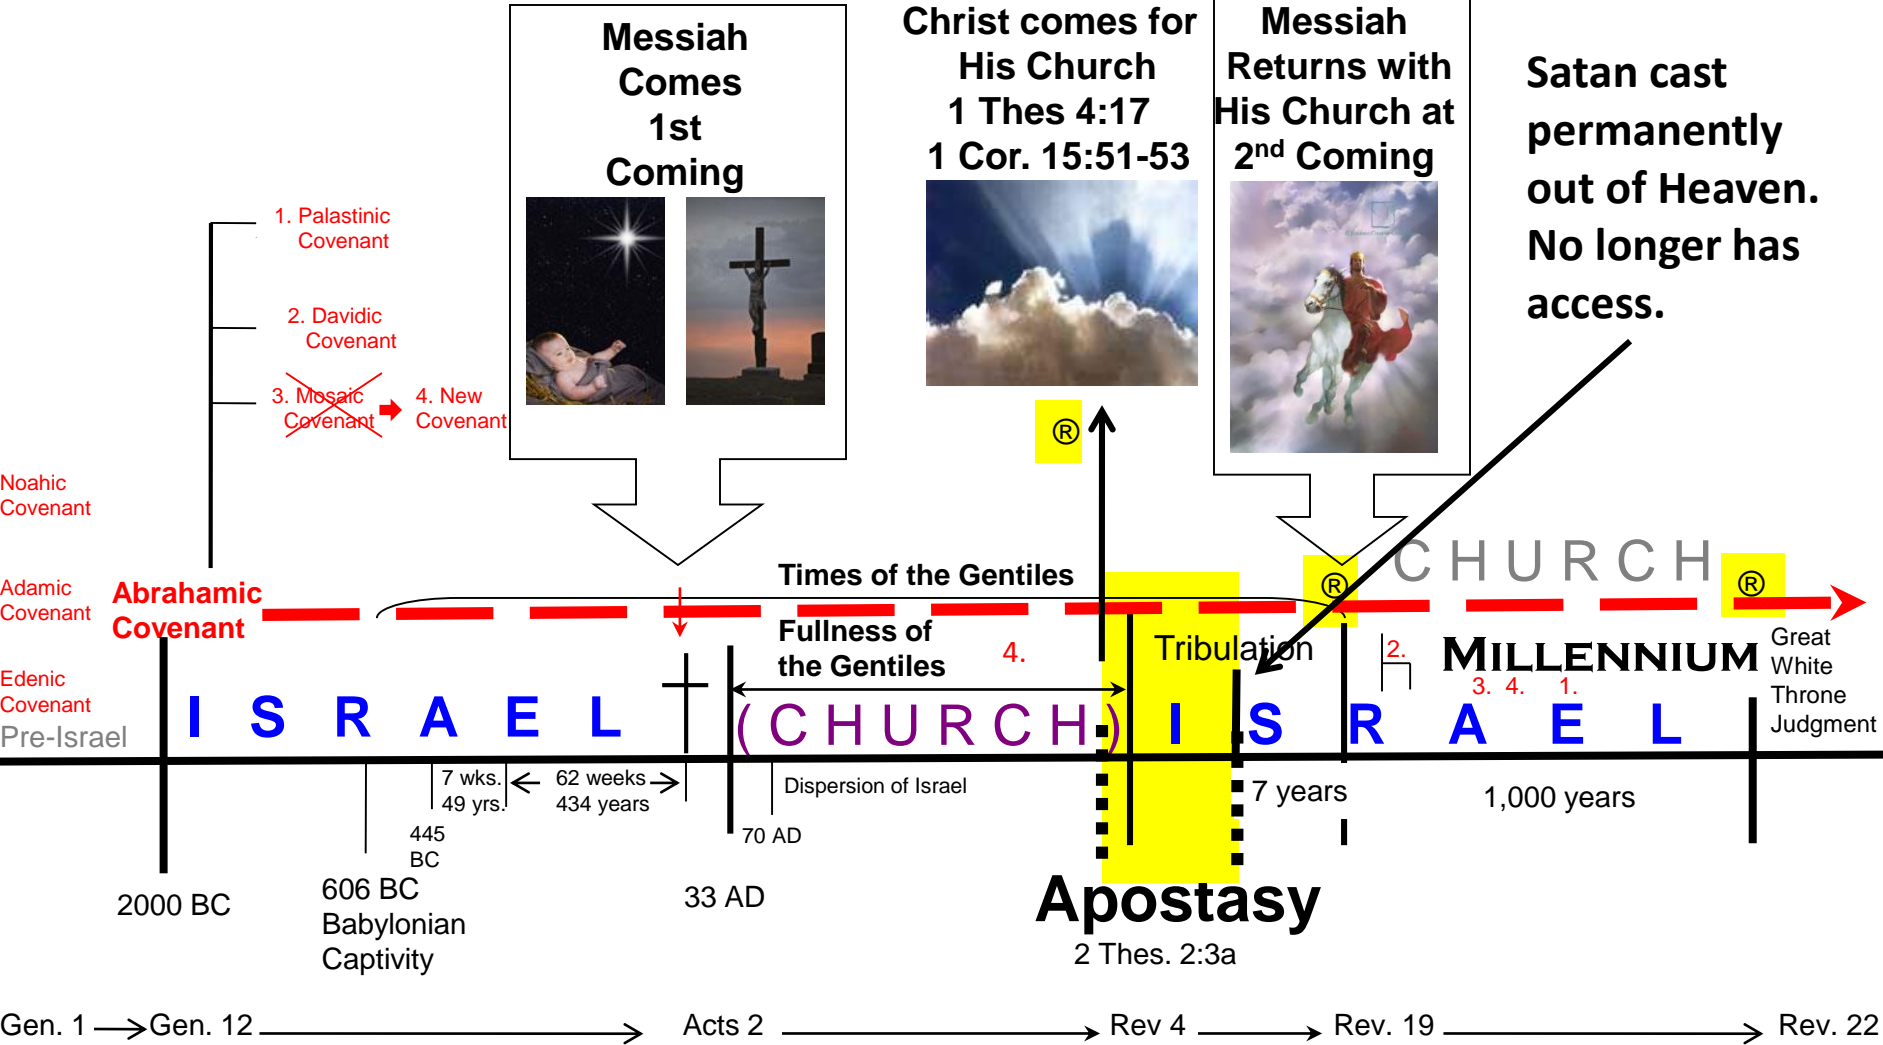 Messiah
Comes
1st
Coming
Christ comes for
His Church
1 Thes 4:17
1 Cor. 15:51-53
Messiah
Returns with
His Church at
2nd Coming
Satan cast
permanently
out of Heaven.
No longer has
access.
1. Palastinic
Covenant
2. Davidic
Covenant
3. Mosaic
Covenant
4. New
Covenant
®
Noahic
Covenant
Adamic
Covenant
Abrahamic
Covenant
Edenic
Covenant
Pre-Israel
Times of the Gentiles
Fullness of
the Gentiles
4.
®
CHURCH
®
Tribulation
2.
MILLENNIUM
3. 4. 1.
Great
White
Throne
Judgment
I S R A E L
(CHURCH)
I S R A E L
7 wks.
49 yrs.
62 weeks
434 years
Dispersion of Israel
7 years
1,000 years
445
BC
70 AD
2000 BC
606 BC
Babylonian
Captivity
33 AD
Apostasy
2 Thes. 2:3a
Gen. 1
Gen. 12
Acts 2
Rev 4
Rev. 19
Rev. 22